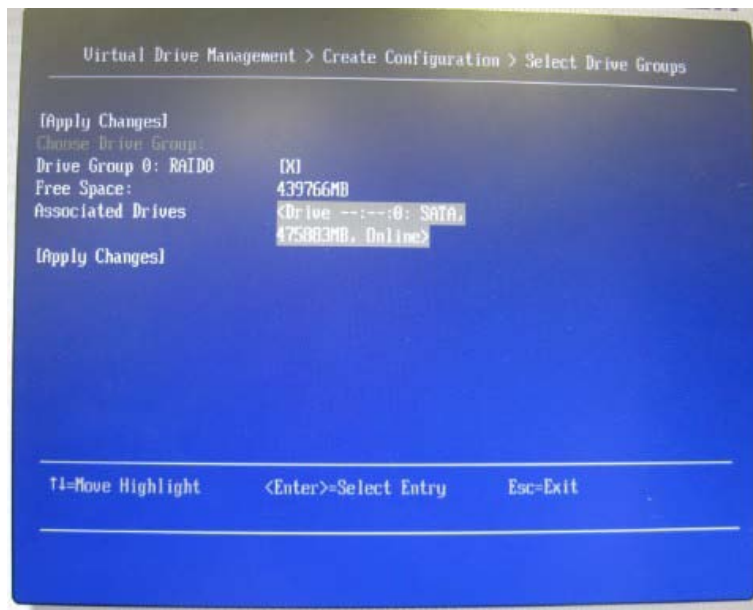 Virtual Drive Management > Create Configuration > Select Drive Groups
[Apply Changes]
Choose Drive Group:
Drive Group 0: RAID0 [X]
Free Space: 439766MB
Associated Drives <Drive --:--:0: SATA,
475883MB, Online>
[Apply Changes]
↑↓=Move Highlight <Enter>=Select Entry Esc=Exit